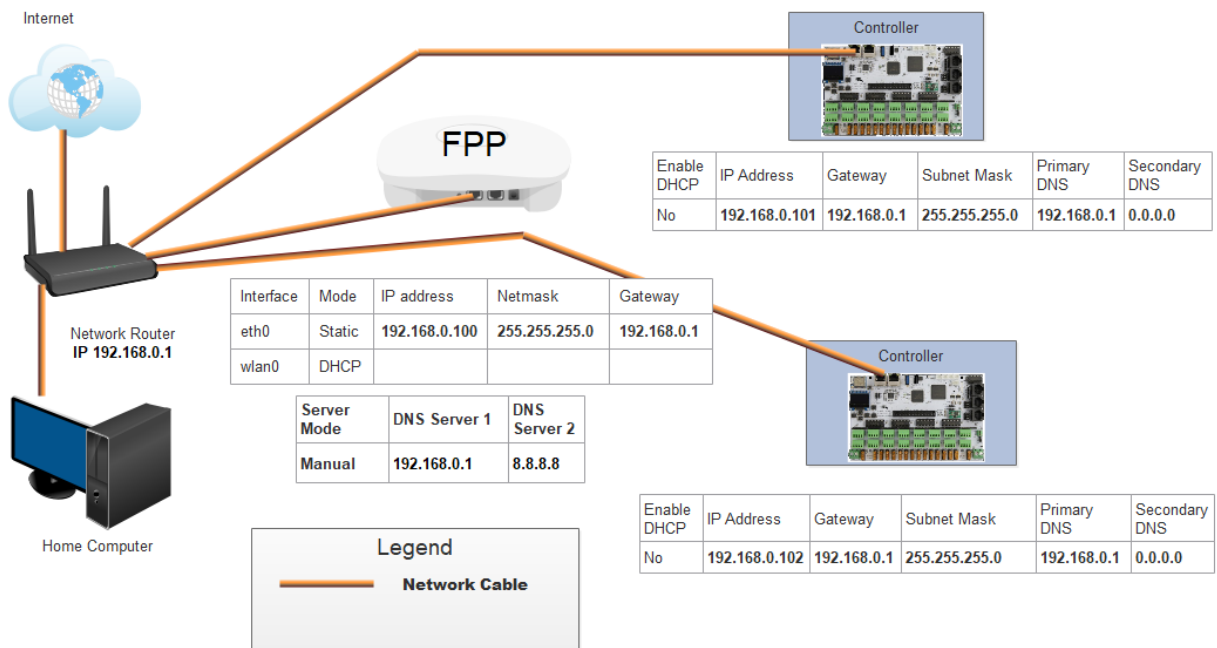 Internet
Controller
FPP
Enable DHCP IP Address Gateway Subnet Mask Primary DNS Secondary DNS
No 192.168.0.101 192.168.0.1 255.255.255.0 192.168.0.1 0.0.0.0
Interface Mode IP address Netmask Gateway
eth0 Static 192.168.0.100 255.255.255.0 192.168.0.1
wlan0 DHCP
Network Router
IP 192.168.0.1
Controller
Server Mode DNS Server 1 DNS Server 2
Manual 192.168.0.1 8.8.8.8
Enable DHCP IP Address Gateway Subnet Mask Primary DNS Secondary DNS
No 192.168.0.102 192.168.0.1 255.255.255.0 192.168.0.1 0.0.0.0
Home Computer
Legend
Network Cable